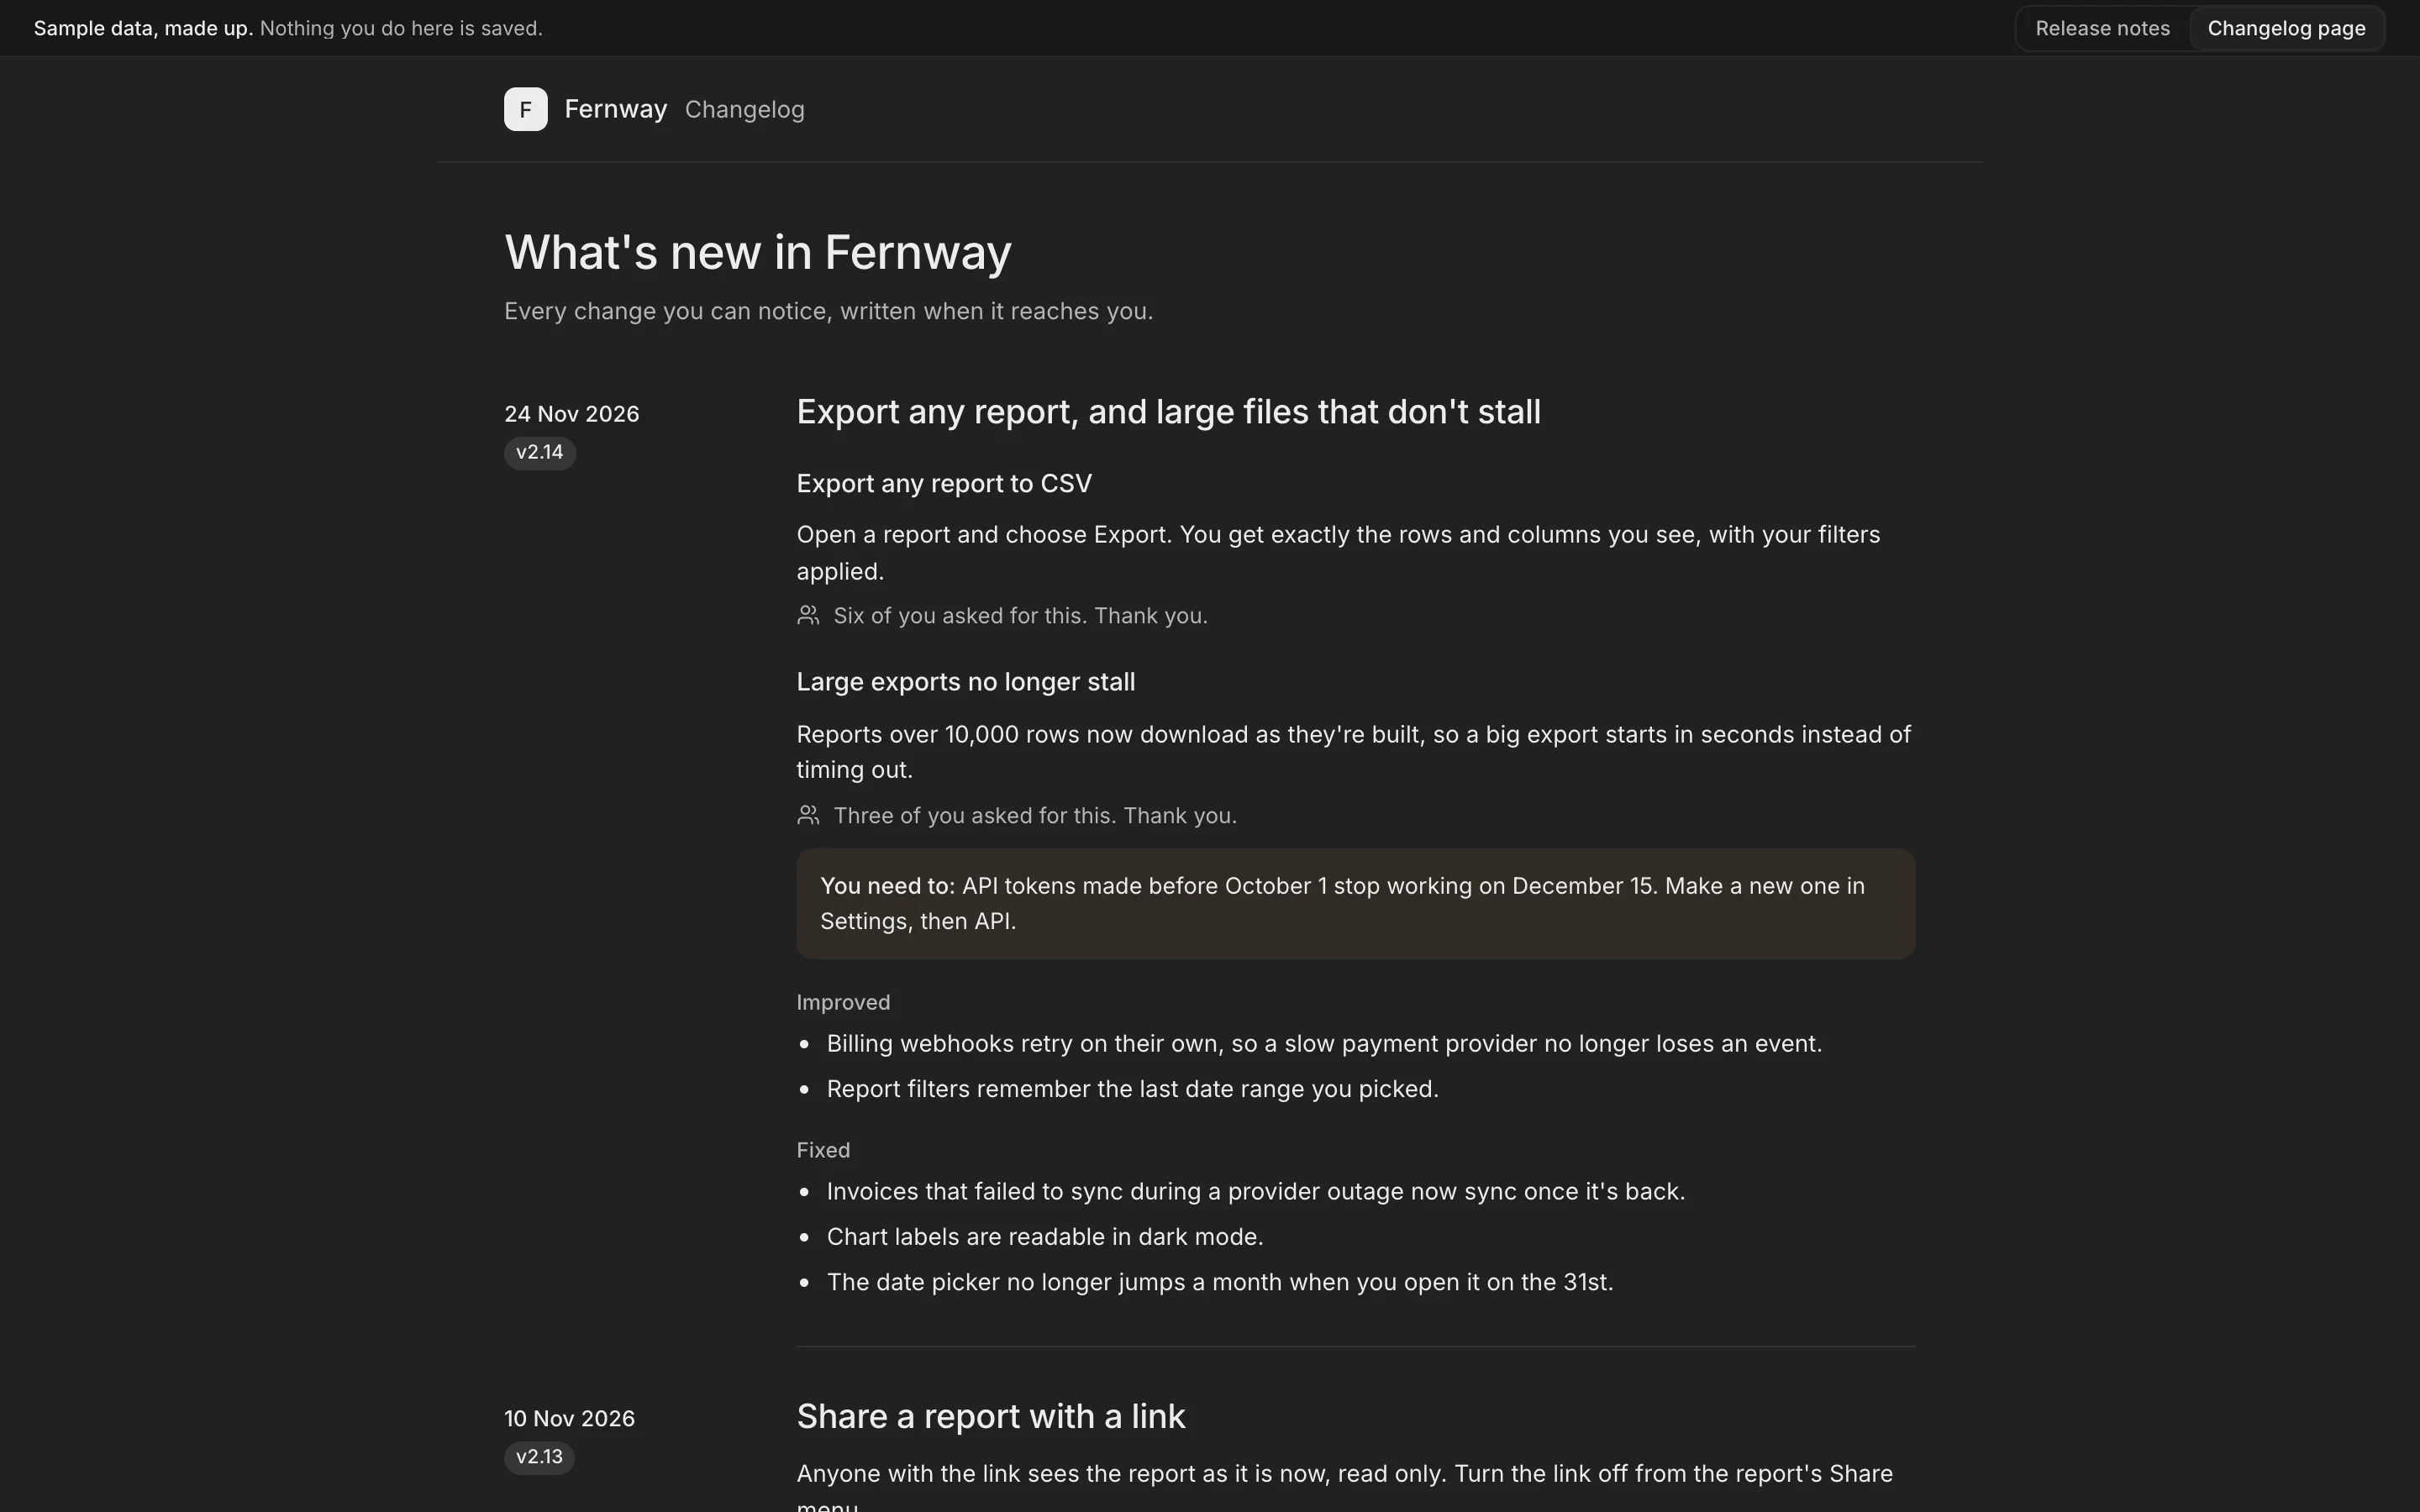 Sample data, made up. Nothing you do here is saved.
Release notes
Changelog page
F
Fernway Changelog
What's new in Fernway
Every change you can notice, written when it reaches you.
24 Nov 2026
v2.14
Export any report, and large files that don't stall
Export any report to CSV
Open a report and choose Export. You get exactly the rows and columns you see, with your filters
applied.
Six of you asked for this. Thank you.
Large exports no longer stall
Reports over 10,000 rows now download as they're built, so a big export starts in seconds instead of
timing out.
Three of you asked for this. Thank you.
You need to: API tokens made before October 1 stop working on December 15. Make a new one in
Settings, then API.
Improved
• Billing webhooks retry on their own, so a slow payment provider no longer loses an event.
• Report filters remember the last date range you picked.
Fixed
• Invoices that failed to sync during a provider outage now sync once it's back.
• Chart labels are readable in dark mode.
• The date picker no longer jumps a month when you open it on the 31st.
10 Nov 2026
v2.13
Share a report with a link
Anyone with the link sees the report as it is now, read only. Turn the link off from the report's Share
menu